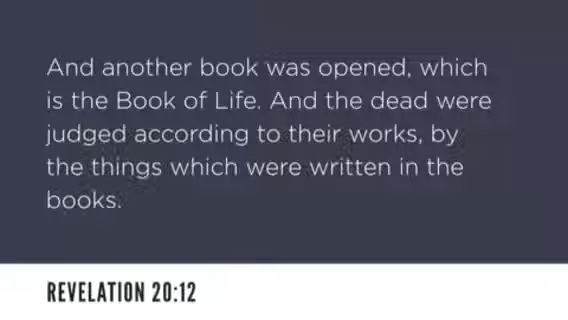 And another book was opened, which
is the Book of Life. And the dead were
judged according to their works, by
the things which were written in the
books.
REVELATION 20:12